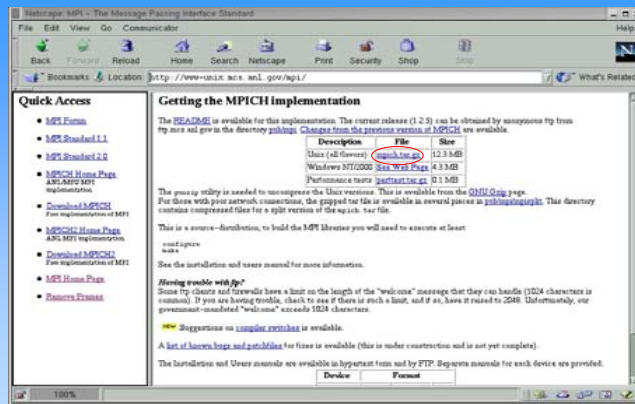 Netscape: MPI - The Message Passing Interface Standard
File Edit View Go Communicator
Help
Back Forward Reload Home Search Netscape Print Security Shop Stop
N
Bookmarks Location: http://www-unix.mcs.anl.gov/mpi/
What's Related
Quick Access
MPI Forum
MPI Standard 1.1
MPI Standard 2.0
MPICH Home Page
ANL/MSU MPI
implementation
Download MPICH
Free implementation of MPI
MPICH2 Home Page
ANL MPI implementation
Download MPICH2
Free implementation of MPI
MPI Home Page
Remove Frames
Getting the MPICH implementation
The README is available for this implementation. The current release (1.2.5) can be obtained by anonymous ftp from
ftp.mcs.anl.gov in the directory pub/mpi. Changes from the previous version of MPICH are available.
Description File Size
Unix (all flavors) mpich.tar.gz 12.3 MB
Windows NT/2000 See Web Page 4.3 MB
Performance tests perftest.tar.gz 0.1 MB
The gunzip utility is needed to uncompress the Unix versions. This is available from the GNU Gzip page.
For those with poor network connections, the gzipped tar file is available in several pieces in This directory
contains compressed files for a split version of the mpich.tar file.
This is a source-distribution, to build the MPI libraries you will need to execute at least
configure
make
See the installation and users manual for more information.
Having trouble with ftp?
Some ftp clients and firewalls have a limit on the length of the "welcome" message that they can handle (1024 characters is
common). If you are having trouble, check to see if there is such a limit, and if so, have it raised to 2048. Unfortunately, our
government-mandated "welcome" exceeds 1024 characters.
NEW Suggestions on compiler switches is available.
A list of known bugs and patchfiles for fixes is available (this is under construction and is not yet complete).
The Installation and Users manuals are available in hypertext form and by FTP. Separate manuals for each device are provided.
Device Format
100%